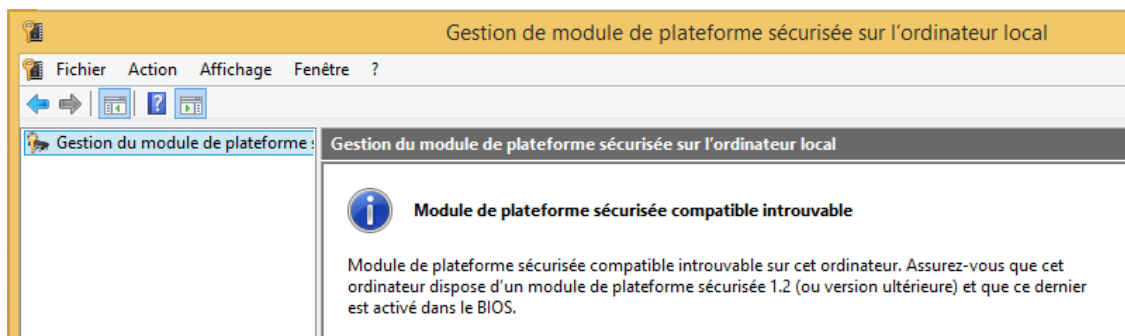 Gestion de module de plateforme sécurisée sur l'ordinateur local
Fichier Action Affichage Fenêtre ?
Gestion du module de plateforme s
Gestion du module de plateforme sécurisée sur l'ordinateur local
Module de plateforme sécurisée compatible introuvable
Module de plateforme sécurisée compatible introuvable sur cet ordinateur. Assurez-vous que cet
ordinateur dispose d'un module de plateforme sécurisée 1.2 (ou version ultérieure) et que ce dernier
est activé dans le BIOS.